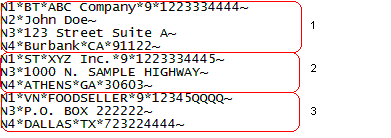 N1*BT*ABC Company*9*1223334444~
N2*John Doe~
N3*123 Street Suite A~
N4*Burbank*CA*91122~
1
N1*ST*XYZ Inc.*9*1223334445~
N3*1000 N. SAMPLE HIGHWAY~
N4*ATHENS*GA*30603~
2
N1*VN*FOODSELLER*9*12345QQQQ~
N3*P.O. BOX 222222~
N4*DALLAS*TX*723224444~
3